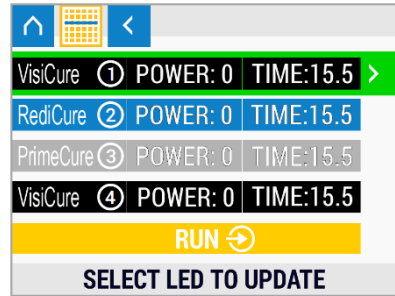 VisiCure 1 POWER: 0 TIME:15.5
RediCure 2 POWER: 0 TIME:15.5
PrimeCure 3 POWER: 0 TIME:15.5
VisiCure 4 POWER: 0 TIME:15.5
RUN
SELECT LED TO UPDATE